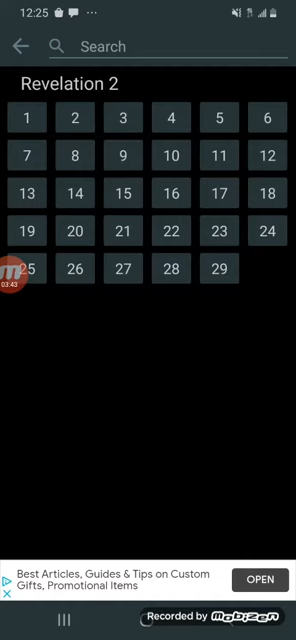 12:25
Search
Revelation 2
1 2 3 4 5 6
7 8 9 10 11 12
13 14 15 16 17 18
19 20 21 22 23 24
25 26 27 28 29
03:43
Best Articles, Guides & Tips on Custom
Gifts, Promotional Items
OPEN
Recorded by mobizen